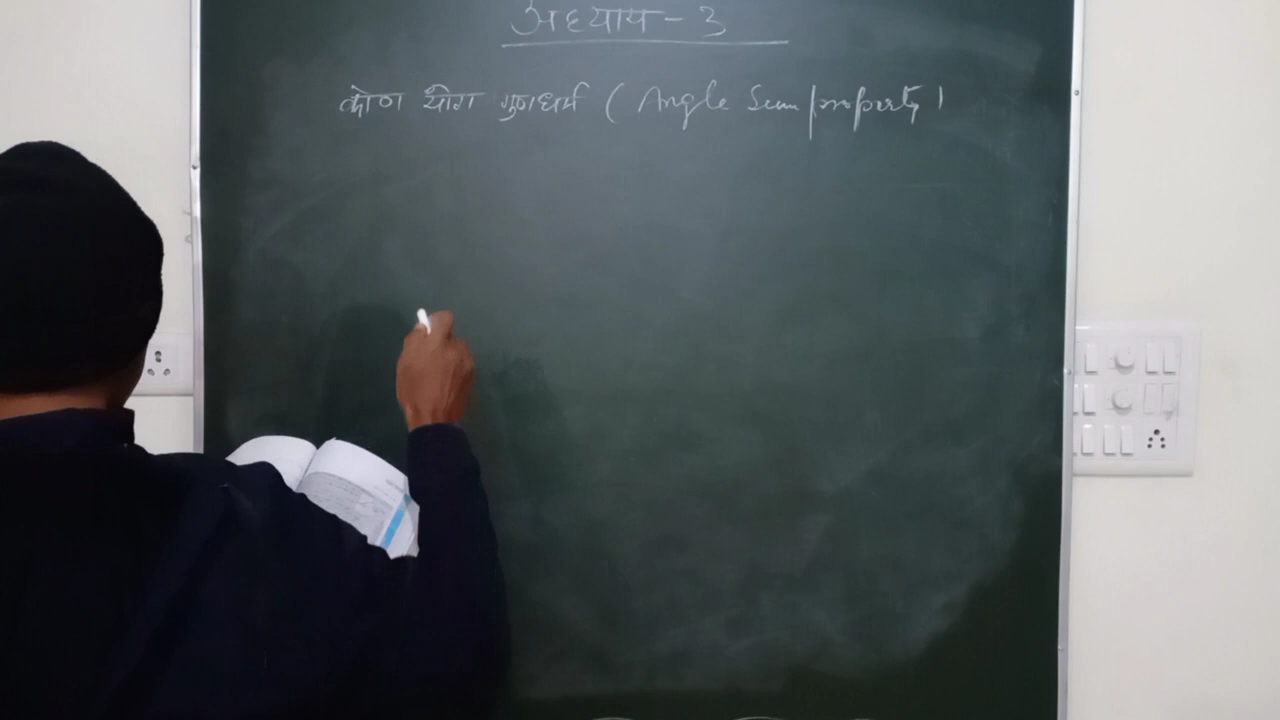 अध्याय - 3
कोण योग गुणधर्म ( Angle Sum property )